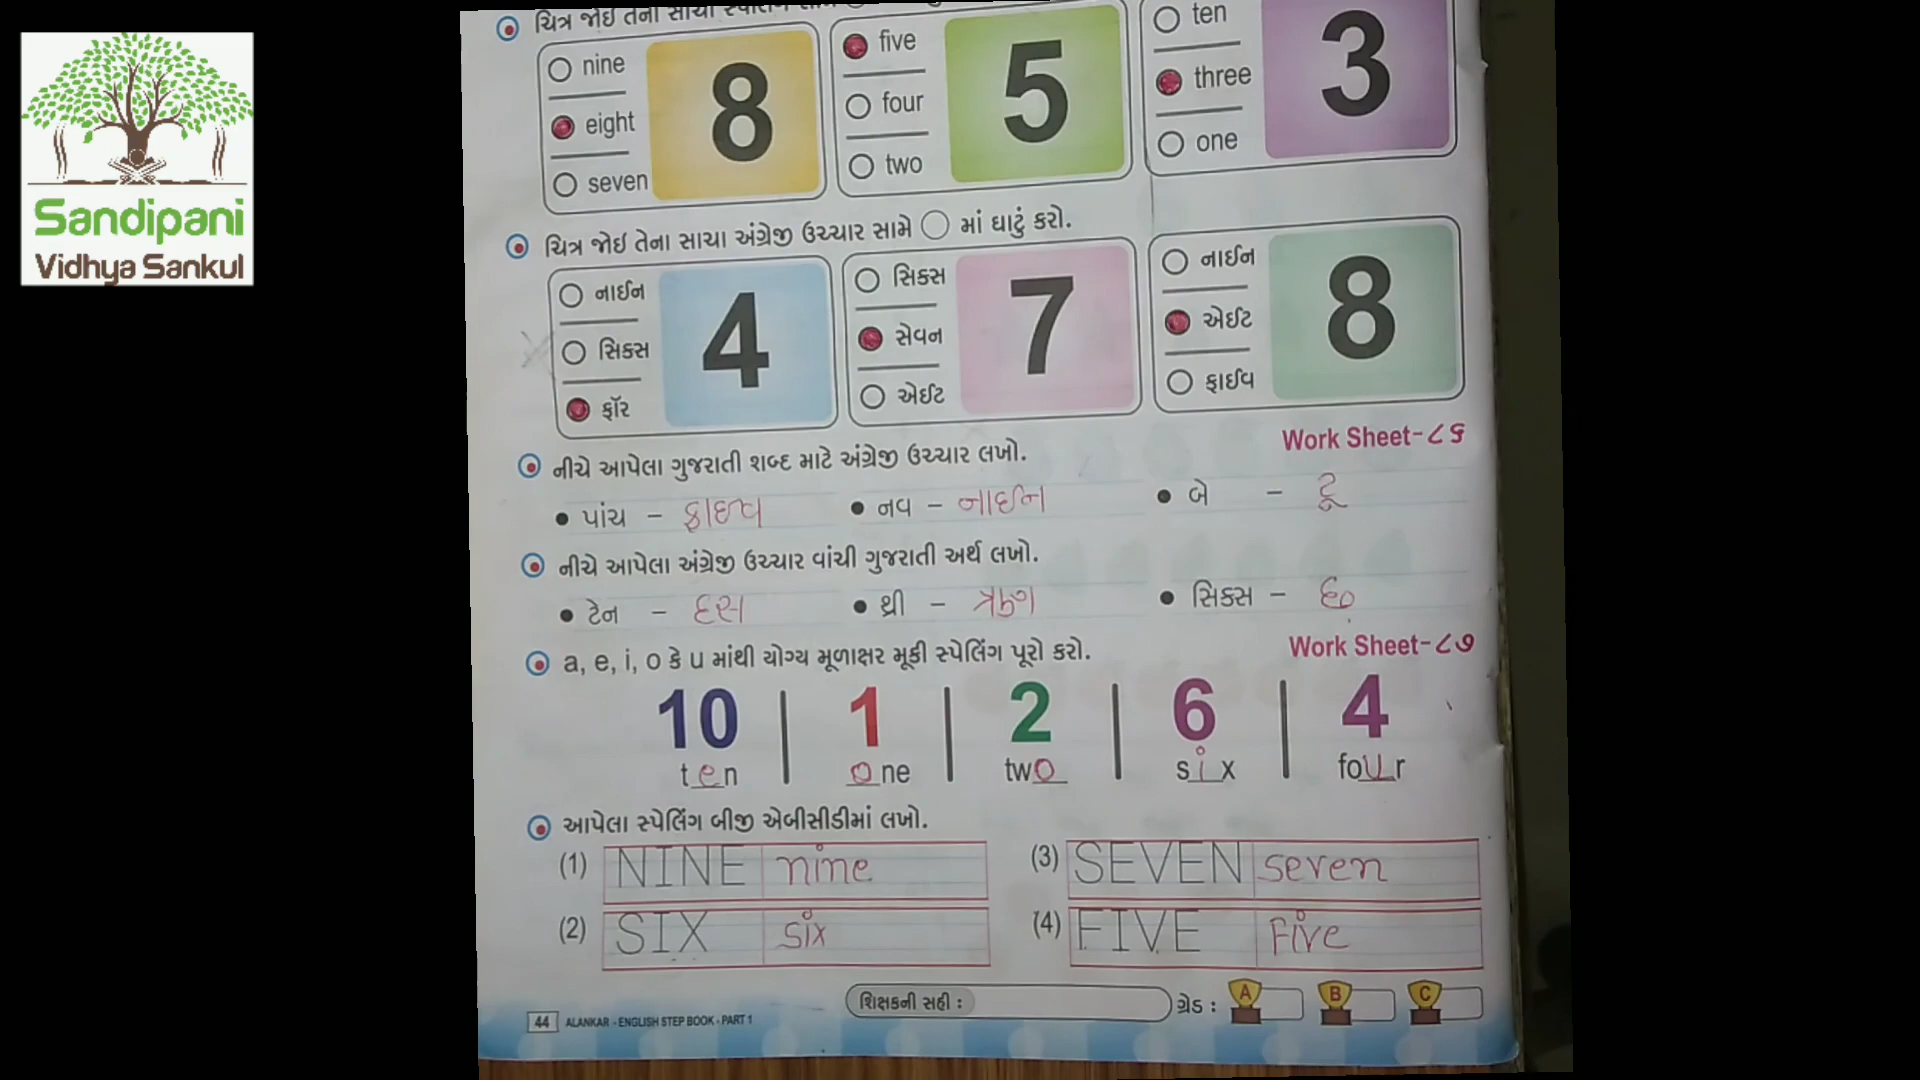 Sandipani
Vidhya Sankul
ચિત્ર જોઈ તેના સાચા
nine
eight
seven
8
five
four
two
5
ten
three
one
3
ચિત્ર જોઈ તેના સાચા અંગ્રેજી ઉચ્ચાર સામે ◯ માં ઘાટું કરો.
નાઈન
સિક્સ
ફૉર
4
સિક્સ
સેવન
એઈટ
7
નાઈન
એઈટ
ફાઈવ
8
Work Sheet-૮૬
નીચે આપેલા ગુજરાતી શબ્દ માટે અંગ્રેજી ઉચ્ચાર લખો.
• પાંચ – ફાઇવ • નવ – નાઈન • બે – ટૂ
નીચે આપેલા અંગ્રેજી ઉચ્ચાર વાંચી ગુજરાતી અર્થ લખો.
• ટેન – દસ • થ્રી – ત્રણ • સિક્સ – છ
Work Sheet-૮૭
a, e, i, o કે u માંથી યોગ્ય મૂળાક્ષર મૂકી સ્પેલિંગ પૂરો કરો.
10 1 2 6 4
ten one two six four
આપેલા સ્પેલિંગ બીજી એબીસીડીમાં લખો.
(1) NINE nine (3) SEVEN seven
(2) SIX six (4) FIVE Five
શિક્ષકની સહી : ગ્રેડ : A B C
44 ALANKAR - ENGLISH STEP BOOK - PART 1